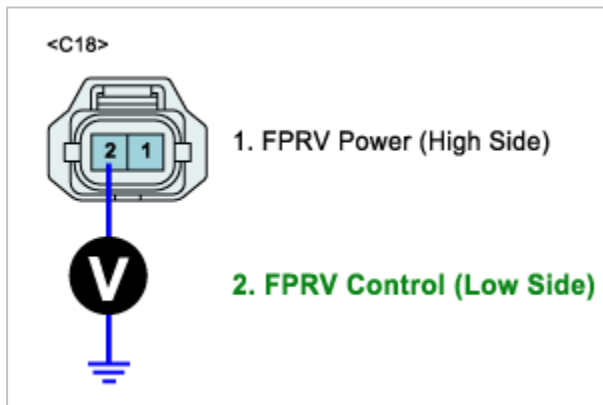 <C18>
2 1
1. FPRV Power (High Side)
V
2. FPRV Control (Low Side)